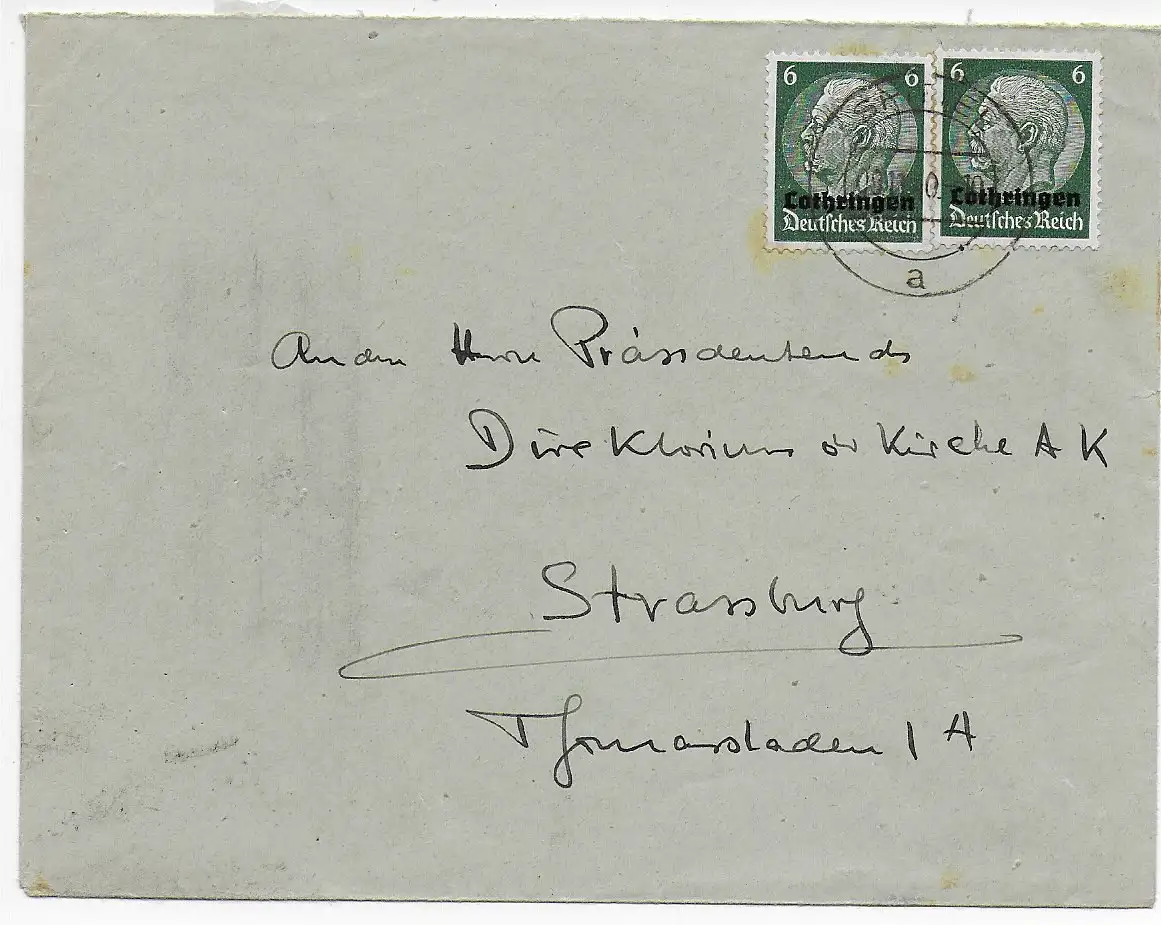 6 6 6 6
Lothringen Lothringen
Deutsches Reich Deutsches Reich
a
An den Herrn Präsidenten des
Direktoriums der Kirche A K
Strassburg
Thomasstaden 1 A